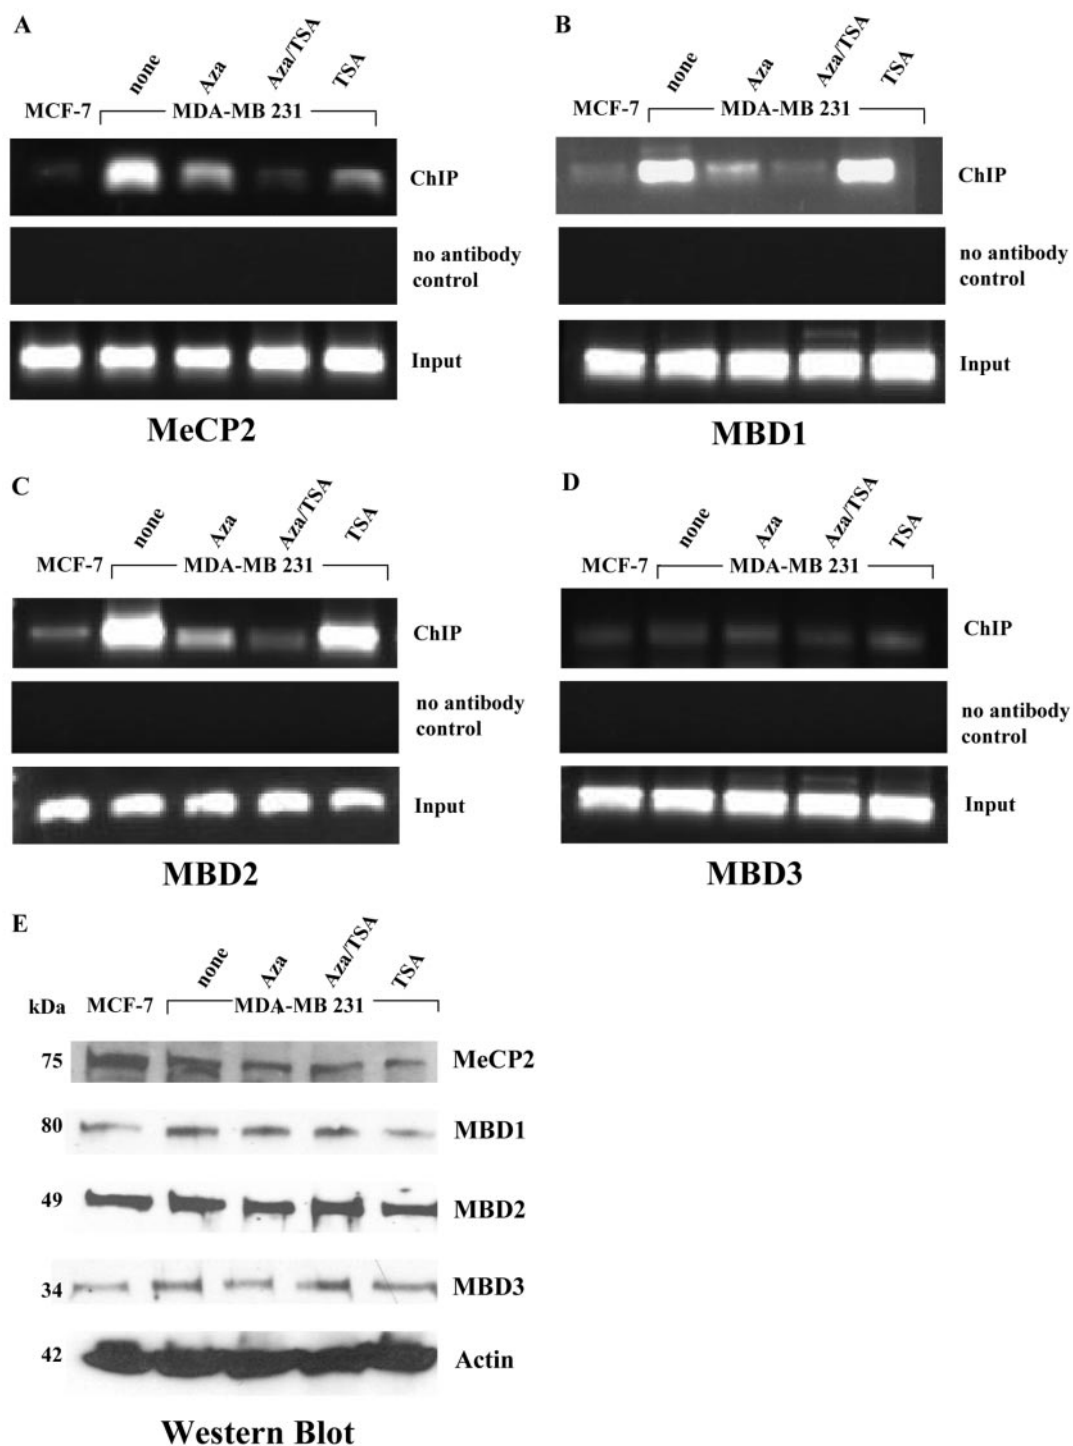 A
none Aza Aza/TSA TSA
MCF-7 MDA-MB 231
ChIP
no antibody
control
Input
MeCP2
B
none Aza Aza/TSA TSA
MCF-7 MDA-MB 231
ChIP
no antibody
control
Input
MBD1
C
none Aza Aza/TSA TSA
MCF-7 MDA-MB 231
ChIP
no antibody
control
Input
MBD2
D
none Aza Aza/TSA TSA
MCF-7 MDA-MB 231
ChIP
no antibody
control
Input
MBD3
E
none Aza Aza/TSA TSA
kDa MCF-7 MDA-MB 231
75 MeCP2
80 MBD1
49 MBD2
34 MBD3
42 Actin
Western Blot